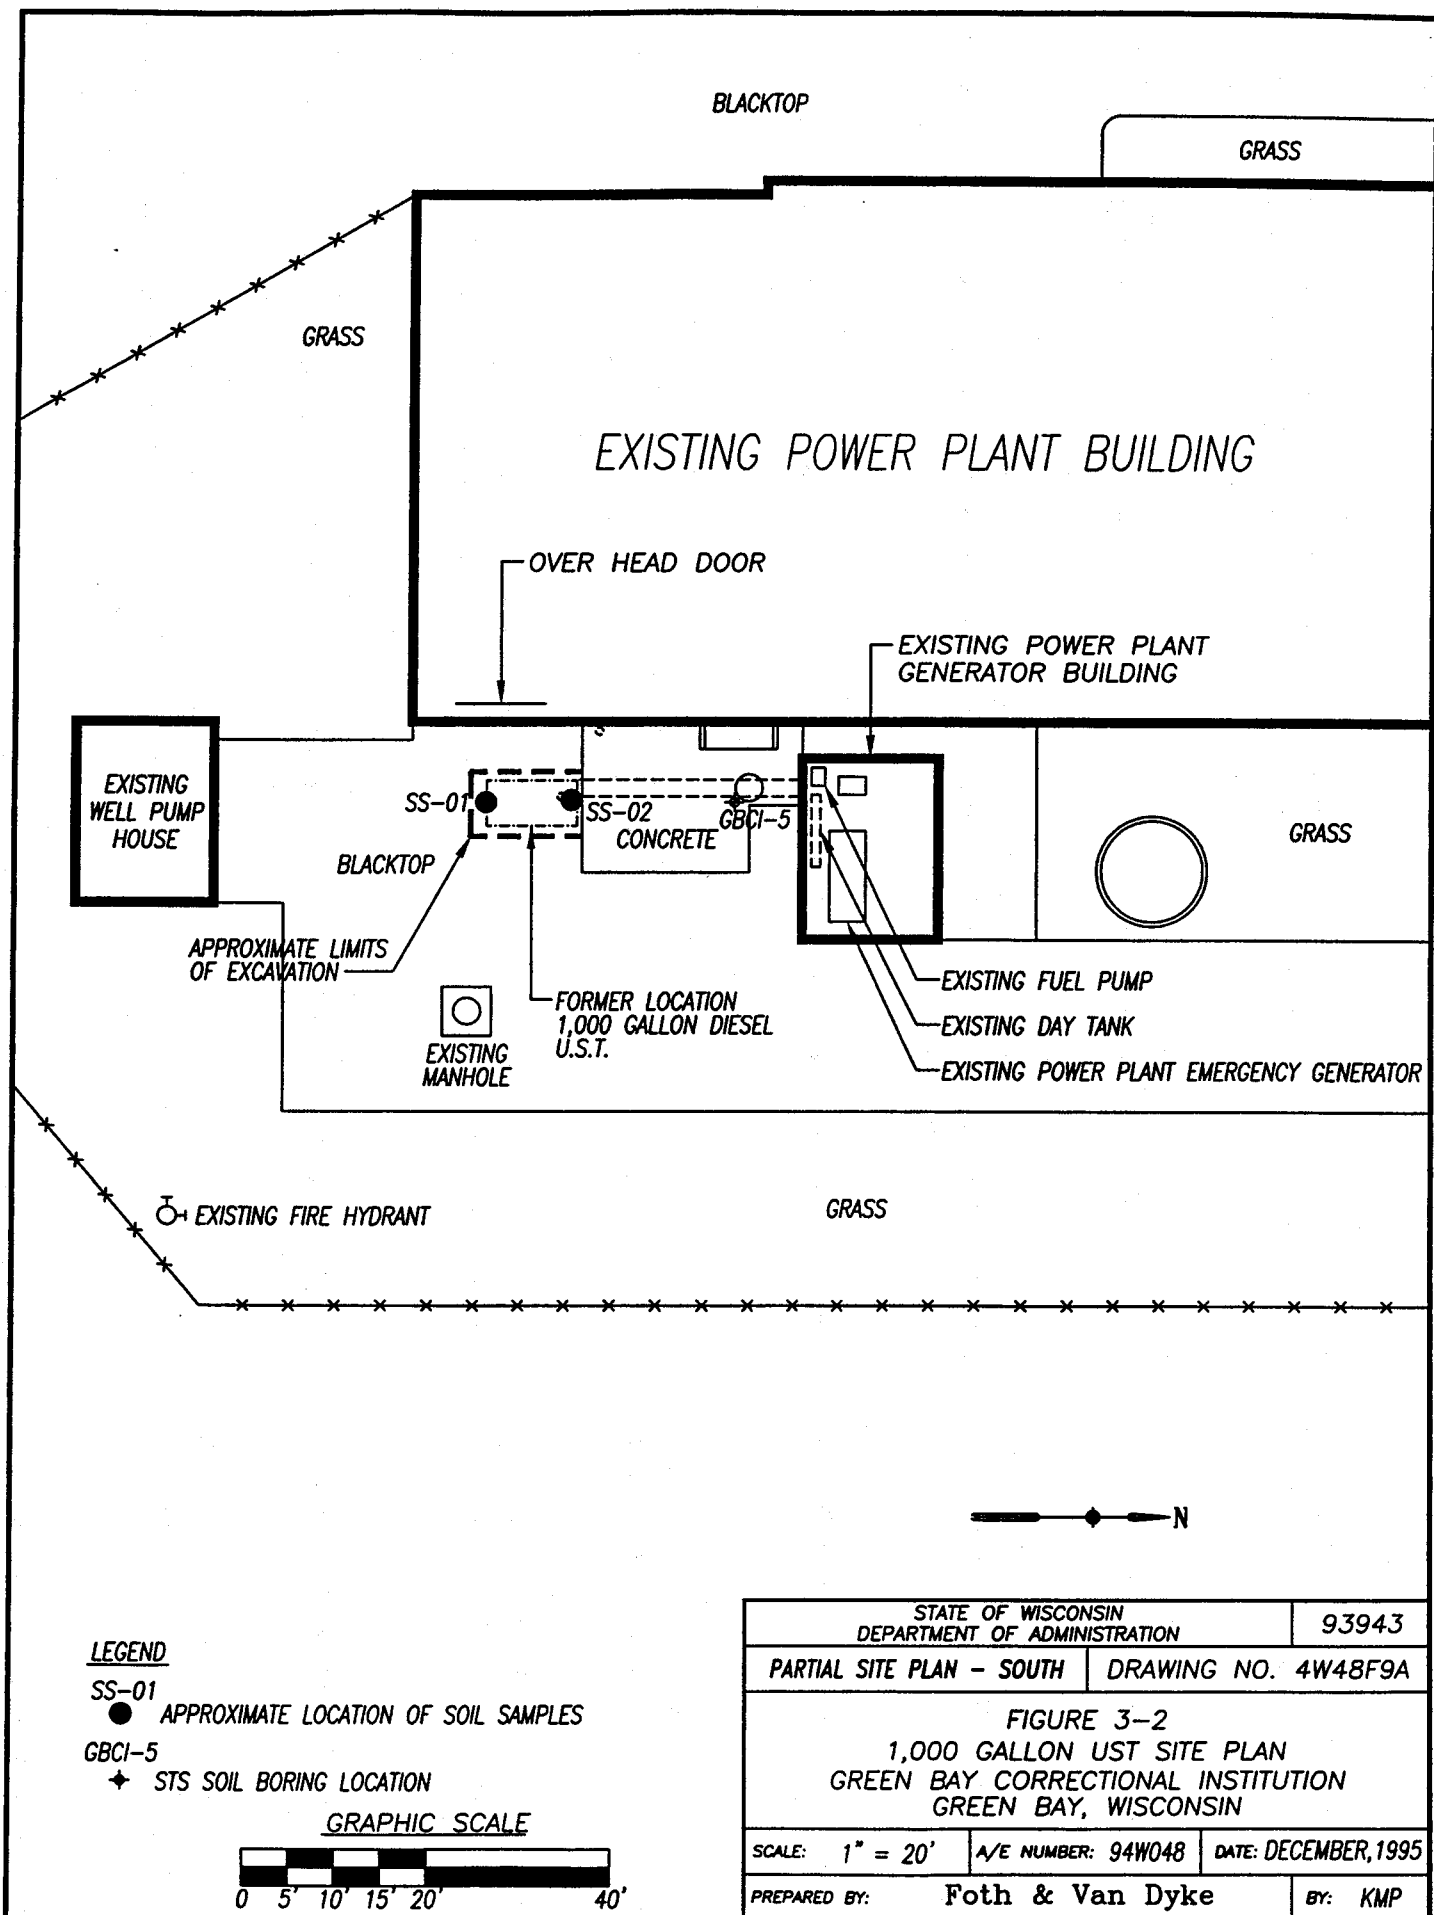 BLACKTOP
GRASS
GRASS
EXISTING POWER PLANT BUILDING
OVER HEAD DOOR
EXISTING POWER PLANT
GENERATOR BUILDING
EXISTING
WELL PUMP
HOUSE
SS-01
SS-02
GBCI-5
CONCRETE
GRASS
BLACKTOP
APPROXIMATE LIMITS
OF EXCAVATION
FORMER LOCATION
1,000 GALLON DIESEL
U.S.T.
EXISTING FUEL PUMP
EXISTING DAY TANK
EXISTING POWER PLANT EMERGENCY GENERATOR
EXISTING
MANHOLE
EXISTING FIRE HYDRANT
GRASS
N
LEGEND
SS-01
APPROXIMATE LOCATION OF SOIL SAMPLES
GBCI-5
STS SOIL BORING LOCATION
GRAPHIC SCALE
0 5' 10' 15' 20' 40'
STATE OF WISCONSIN
DEPARTMENT OF ADMINISTRATION
93943
PARTIAL SITE PLAN - SOUTH
DRAWING NO. 4W48F9A
FIGURE 3-2
1,000 GALLON UST SITE PLAN
GREEN BAY CORRECTIONAL INSTITUTION
GREEN BAY, WISCONSIN
SCALE: 1" = 20'
A/E NUMBER: 94W048
DATE: DECEMBER, 1995
PREPARED BY: Foth & Van Dyke
BY: KMP